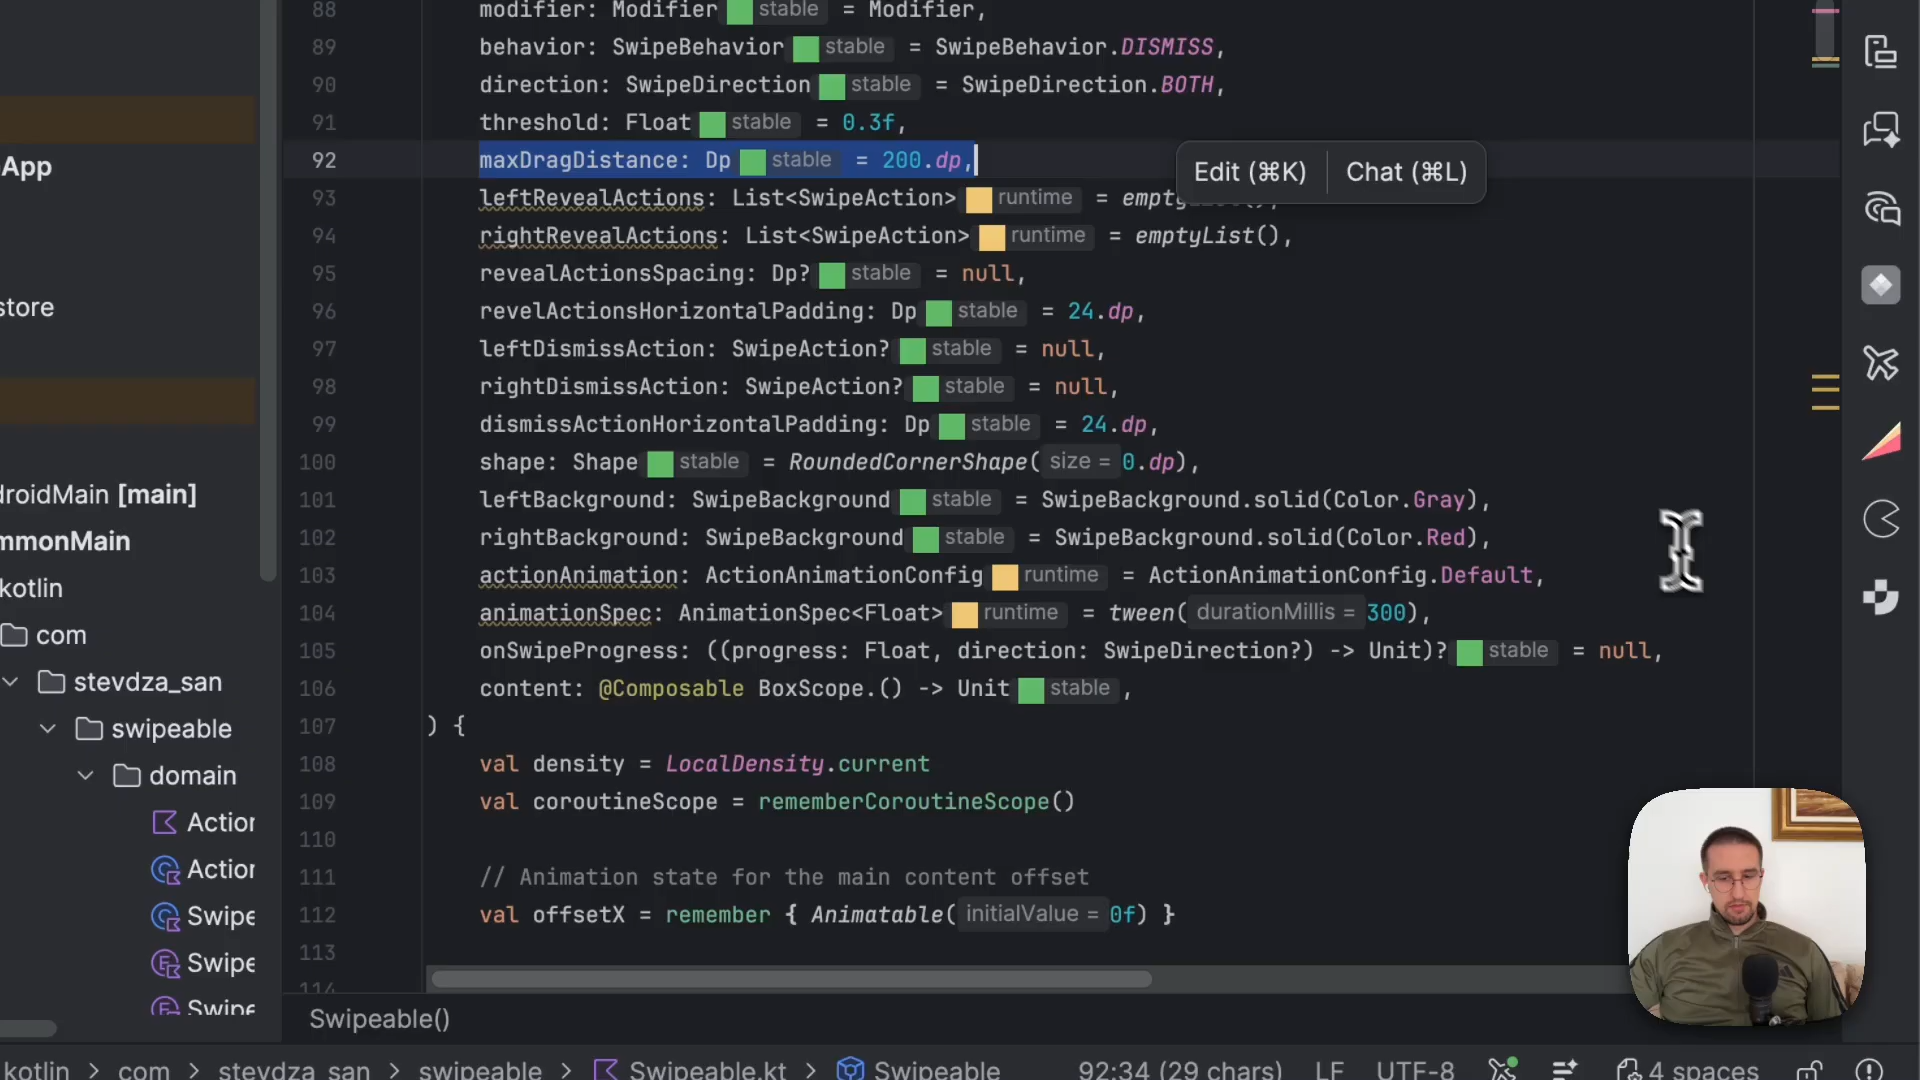 88 modifier: Modifier stable = Modifier,
89 behavior: SwipeBehavior stable = SwipeBehavior.DISMISS,
90 direction: SwipeDirection stable = SwipeDirection.BOTH,
91 threshold: Float stable = 0.3f,
92 maxDragDistance: Dp stable = 200.dp,
Edit (⌘K) Chat (⌘L)
93 leftRevealActions: List<SwipeAction> runtime = emptyList(),
94 rightRevealActions: List<SwipeAction> runtime = emptyList(),
95 revealActionsSpacing: Dp? stable = null,
96 revelActionsHorizontalPadding: Dp stable = 24.dp,
97 leftDismissAction: SwipeAction? stable = null,
98 rightDismissAction: SwipeAction? stable = null,
99 dismissActionHorizontalPadding: Dp stable = 24.dp,
100 shape: Shape stable = RoundedCornerShape( size = 0.dp),
101 leftBackground: SwipeBackground stable = SwipeBackground.solid(Color.Gray),
102 rightBackground: SwipeBackground stable = SwipeBackground.solid(Color.Red),
103 actionAnimation: ActionAnimationConfig runtime = ActionAnimationConfig.Default,
104 animationSpec: AnimationSpec<Float> runtime = tween( durationMillis = 300),
105 onSwipeProgress: ((progress: Float, direction: SwipeDirection?) -> Unit)? stable = null,
106 content: @Composable BoxScope.() -> Unit stable ,
107 ) {
108 val density = LocalDensity.current
109 val coroutineScope = rememberCoroutineScope()
110
111 // Animation state for the main content offset
112 val offsetX = remember { Animatable( initialValue = 0f) }
113
114
App
store
droidMain [main]
mmonMain
kotlin
com
stevdza_san
swipeable
domain
Action
Action
Swipe
Swipe
Swipe
Swipeable()
kotlin > com > stevdza_san > swipeable > Swipeable.kt > Swipeable 92:34 (29 chars) LF UTF-8 4 spaces